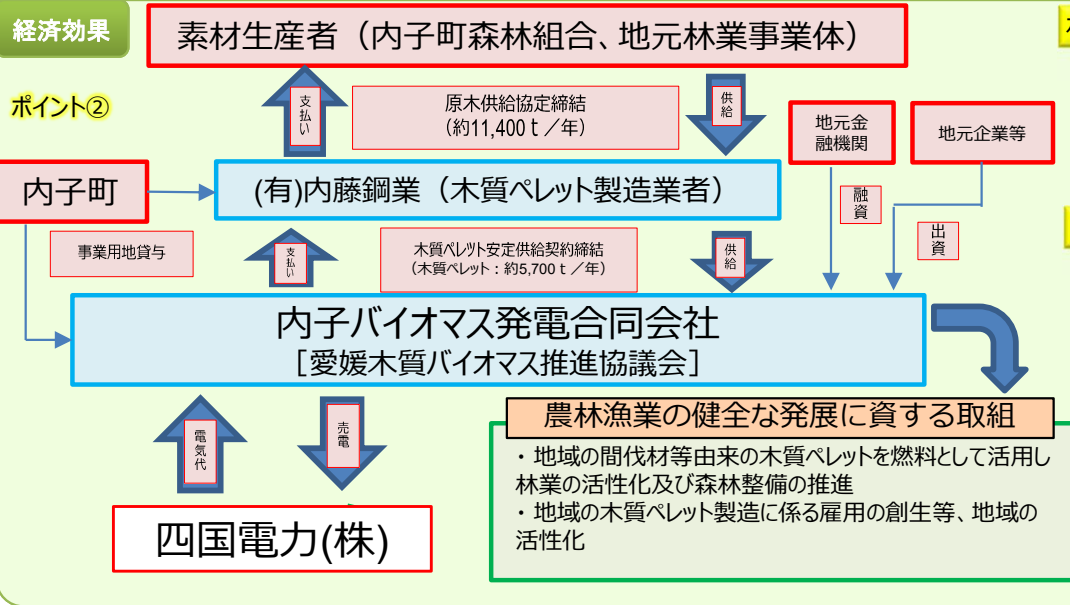 経済効果
素材生産者（内子町森林組合、地元林業事業体）
ポイント②
支払い
原木供給協定締結
（約11,400ｔ／年）
供給
地元金
融機関
地元企業等
内子町
(有)内藤鋼業（木質ペレット製造業者）
融資
出資
事業用地貸与
支払い
木質ペレット安定供給契約締結
（木質ペレット：約5,700ｔ／年）
供給
内子バイオマス発電合同会社
［愛媛木質バイオマス推進協議会］
電気代
売電
農林漁業の健全な発展に資する取組
・地域の間伐材等由来の木質ペレットを燃料として活用し
林業の活性化及び森林整備の推進
・地域の木質ペレット製造に係る雇用の創生等、地域の
活性化
四国電力(株)